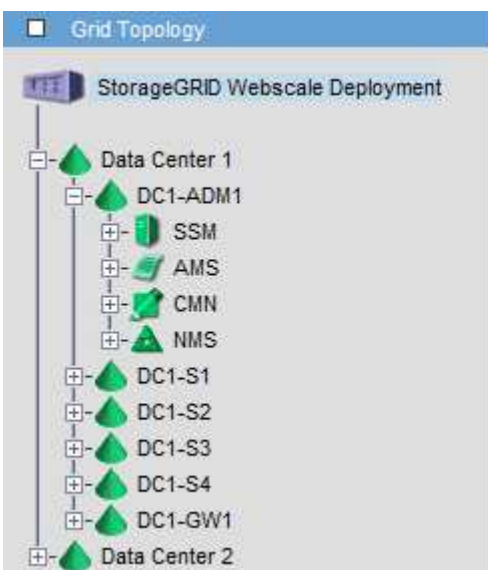 Grid Topology
StorageGRID Webscale Deployment
Data Center 1
DC1-ADM1
SSM
AMS
CMN
NMS
DC1-S1
DC1-S2
DC1-S3
DC1-S4
DC1-GW1
Data Center 2